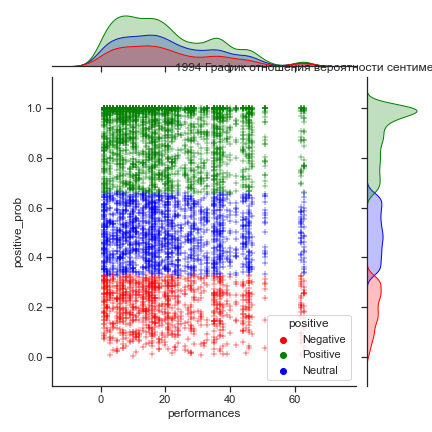 1994 График отношения вероятности сентиме
positive_prob
1.0
0.8
0.6
0.4
0.2
0.0
positive
Negative
Positive
Neutral
0
20
40
60
performances